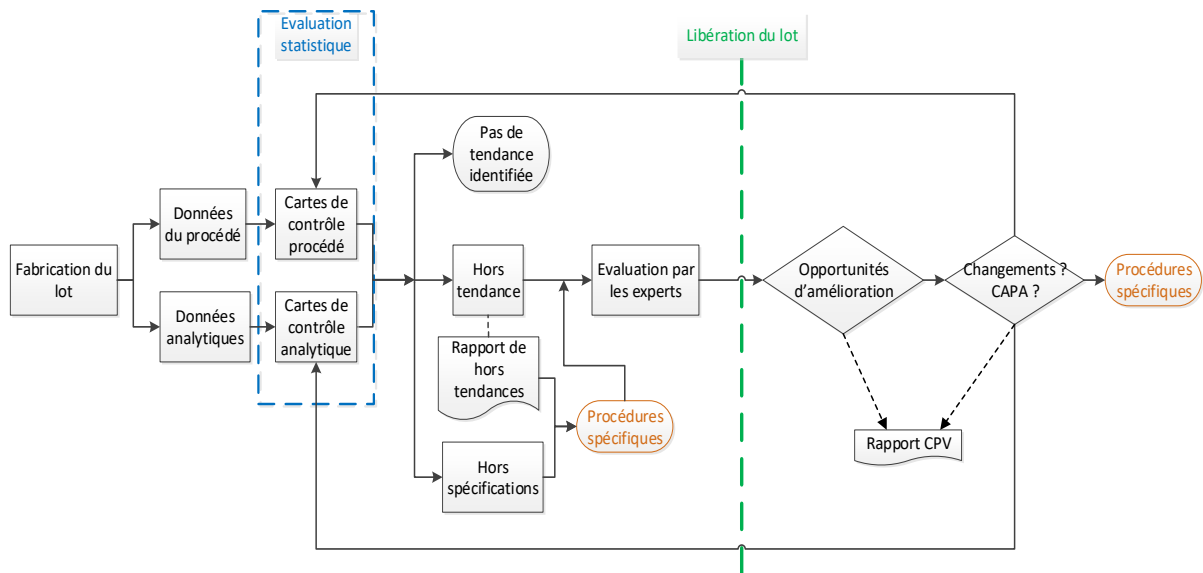 Evaluation
statistique
Libération du lot
Pas de
tendance
identifiée
Données
du procédé
Cartes de
contrôle
procédé
Fabrication du
lot
Hors
tendance
Evaluation par
les experts
Opportunités
d'amélioration
Changements ?
CAPA ?
Procédures
spécifiques
Données
analytiques
Cartes de
contrôle
analytique
Rapport de
hors
tendances
Procédures
spécifiques
Rapport CPV
Hors
spécifications